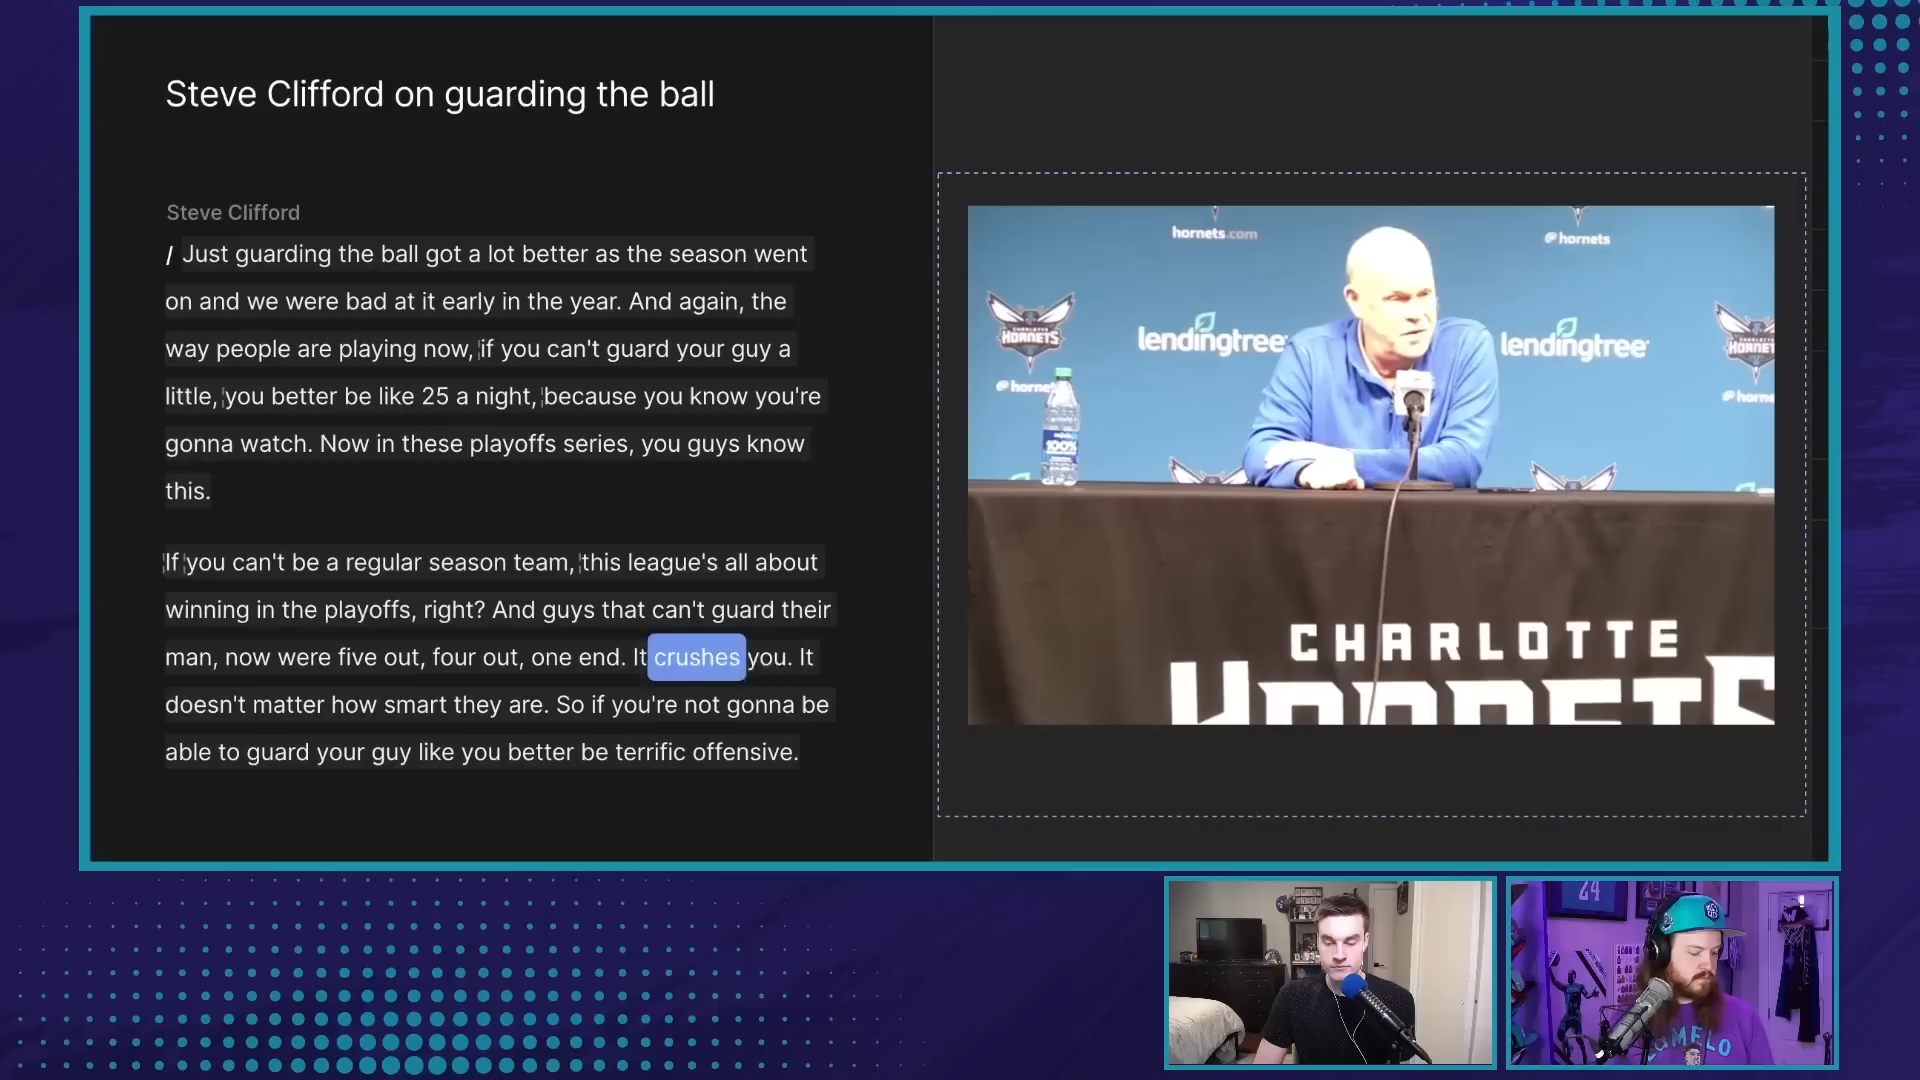 Steve Clifford on guarding the ball
Steve Clifford
/ Just guarding the ball got a lot better as the season went
on and we were bad at it early in the year. And again, the
way people are playing now, if you can't guard your guy a
little, you better be like 25 a night, because you know you're
gonna watch. Now in these playoffs series, you guys know
this.
If you can't be a regular season team, this league's all about
winning in the playoffs, right? And guys that can't guard their
man, now were five out, four out, one end. It crushes you. It
doesn't matter how smart they are. So if you're not gonna be
able to guard your guy like you better be terrific offensive.
hornets.com
@hornets
CHARLOTTE
HORNETS
lendingtree
lendingtree
HORNET
@horne
@horne
100%
CHARLOTTE
HORNETS
24
LAMELO